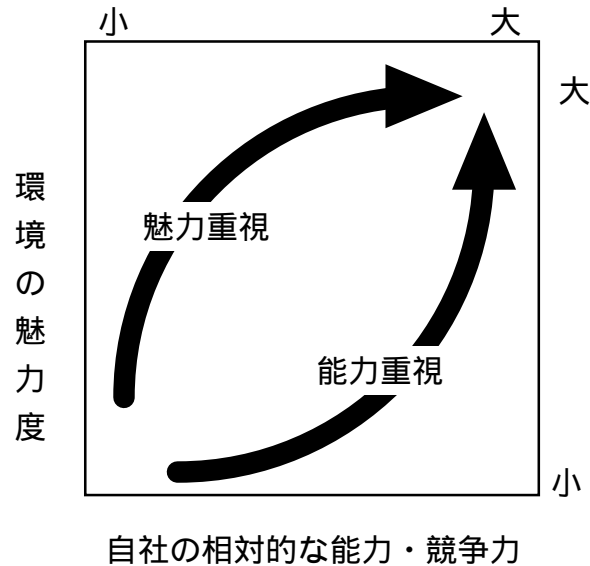 小
大
大
環境の魅力度
魅力重視
能力重視
小
自社の相対的な能力・競争力